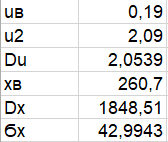 uв 0,19
u2 2,09
Du 2,0539
xв 260,7
Dx 1848,51
бx 42,9943